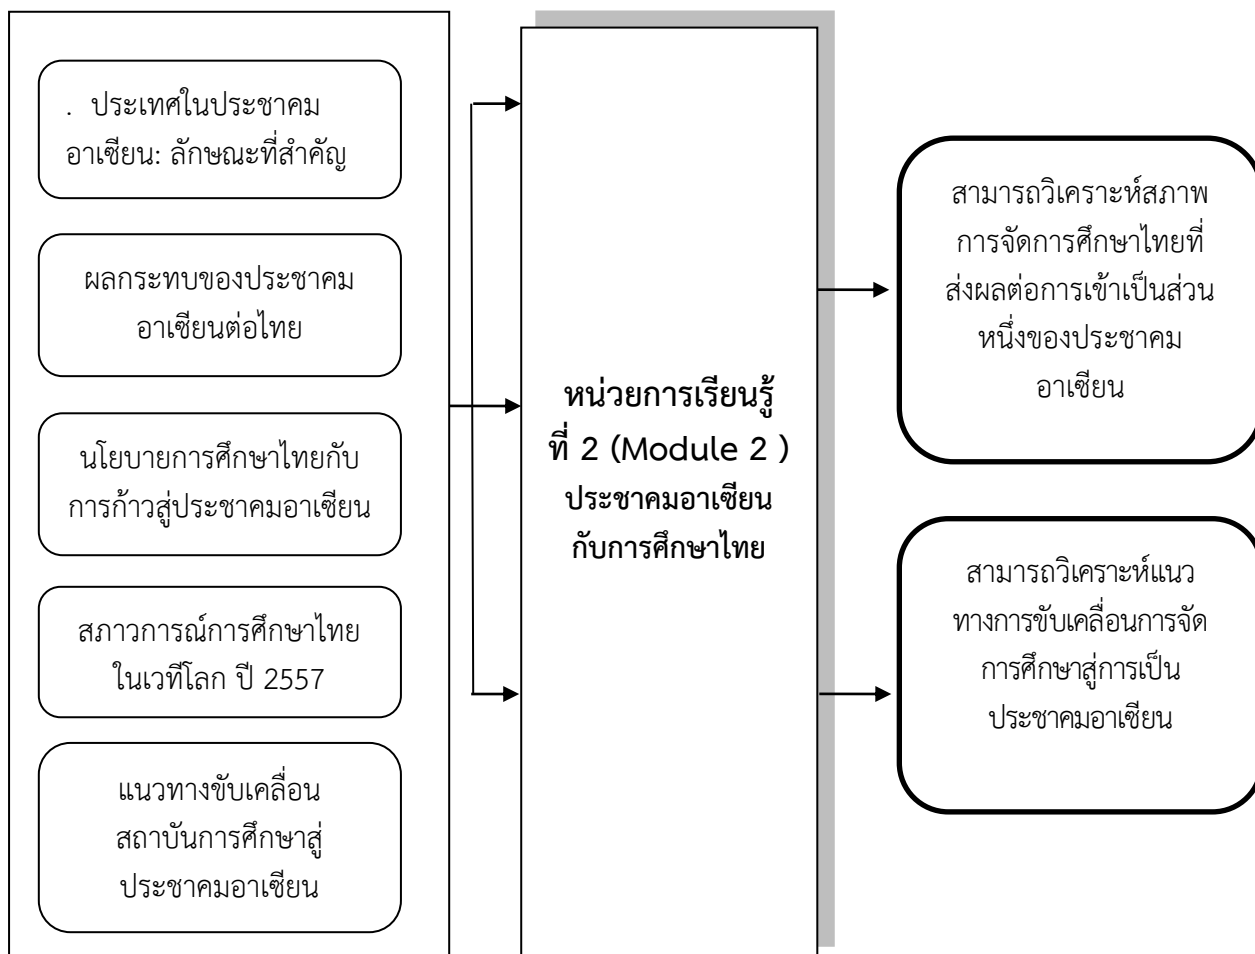 . ประเทศในประชาคม
อาเซียน: ลักษณะที่สำคัญ
ผลกระทบของประชาคม
อาเซียนต่อไทย
นโยบายการศึกษาไทยกับ
การก้าวสู่ประชาคมอาเซียน
สภาวการณ์การศึกษาไทย
ในเวทีโลก ปี 2557
แนวทางขับเคลื่อน
สถาบันการศึกษาสู่
ประชาคมอาเซียน
หน่วยการเรียนรู้
ที่ 2 (Module 2 )
ประชาคมอาเซียน
กับการศึกษาไทย
สามารถวิเคราะห์สภาพ
การจัดการศึกษาไทยที่
ส่งผลต่อการเข้าเป็นส่วน
หนึ่งของประชาคม
อาเซียน
สามารถวิเคราะห์แนว
ทางการขับเคลื่อนการจัด
การศึกษาสู่การเป็น
ประชาคมอาเซียน